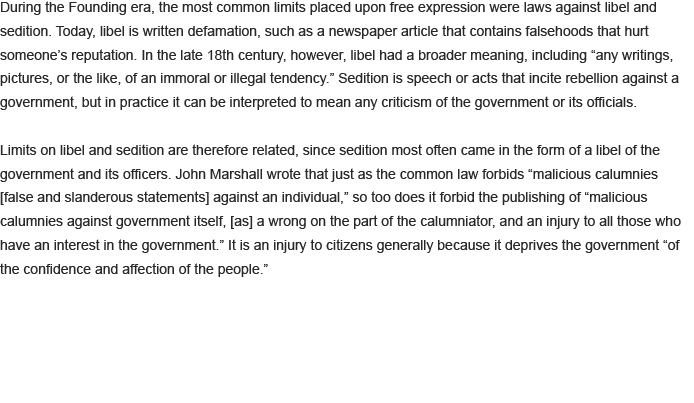 During the Founding era, the most common limits placed upon free expression were laws against libel and
sedition. Today, libel is written defamation, such as a newspaper article that contains falsehoods that hurt
someone’s reputation. In the late 18th century, however, libel had a broader meaning, including “any writings,
pictures, or the like, of an immoral or illegal tendency.” Sedition is speech or acts that incite rebellion against a
government, but in practice it can be interpreted to mean any criticism of the government or its officials.

Limits on libel and sedition are therefore related, since sedition most often came in the form of a libel of the
government and its officers. John Marshall wrote that just as the common law forbids “malicious calumnies
[false and slanderous statements] against an individual,” so too does it forbid the publishing of “malicious
calumnies against government itself, [as] a wrong on the part of the calumniator, and an injury to all those who
have an interest in the government.” It is an injury to citizens generally because it deprives the government “of
the confidence and affection of the people.”